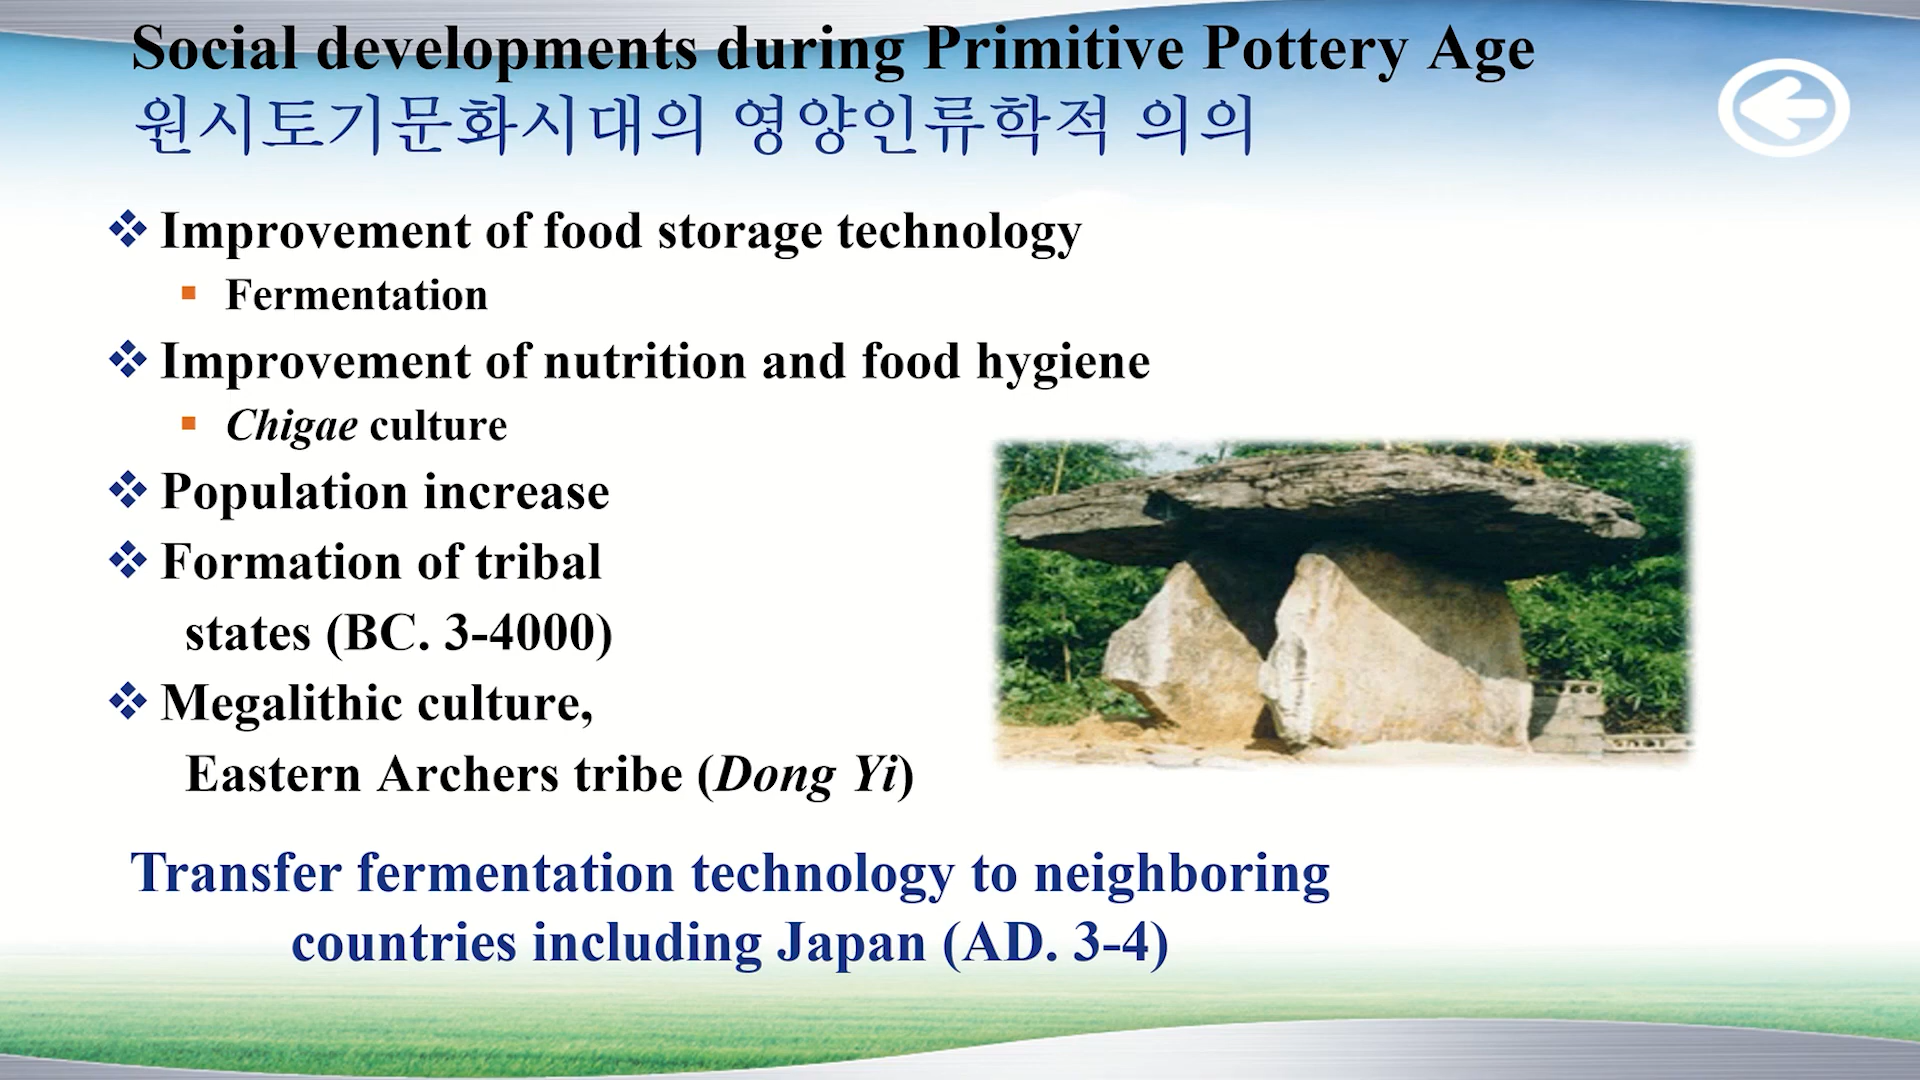 Social developments during Primitive Pottery Age
원시토기문화시대의 영양인류학적 의의
Improvement of food storage technology
Fermentation
Improvement of nutrition and food hygiene
Chigae culture
Population increase
Formation of tribal
states (BC. 3-4000)
Megalithic culture,
Eastern Archers tribe (Dong Yi)
Transfer fermentation technology to neighboring
countries including Japan (AD. 3-4)